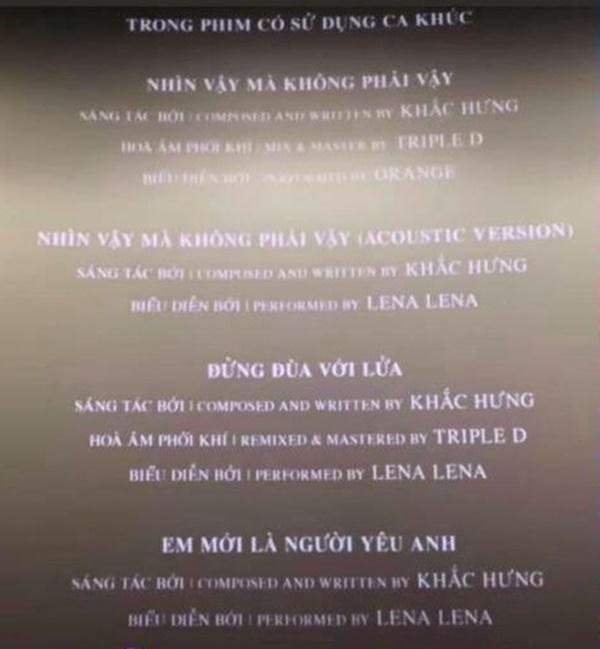 TRONG PHIM CÓ SỬ DỤNG CA KHÚC
NHÌN VẬY MÀ KHÔNG PHẢI VẬY
SÁNG TÁC BỞI | COMPOSED AND WRITTEN BY KHẮC HƯNG
HOÀ ÂM PHỐI KHÍ | MIX & MASTER BY TRIPLE D
BIỂU DIỄN BỞI | PERFORMED BY ORANGE
NHÌN VẬY MÀ KHÔNG PHẢI VẬY (ACOUSTIC VERSION)
SÁNG TÁC BỞI | COMPOSED AND WRITTEN BY KHẮC HƯNG
BIỂU DIỄN BỞI | PERFORMED BY LENA LENA
ĐỪNG ĐÙA VỚI LỬA
SÁNG TÁC BỞI | COMPOSED AND WRITTEN BY KHẮC HƯNG
HOÀ ÂM PHỐI KHÍ | REMIXED & MASTERED BY TRIPLE D
BIỂU DIỄN BỞI | PERFORMED BY LENA LENA
EM MỚI LÀ NGƯỜI YÊU ANH
SÁNG TÁC BỞI | COMPOSED AND WRITTEN BY KHẮC HƯNG
BIỂU DIỄN BỞI | PERFORMED BY LENA LENA